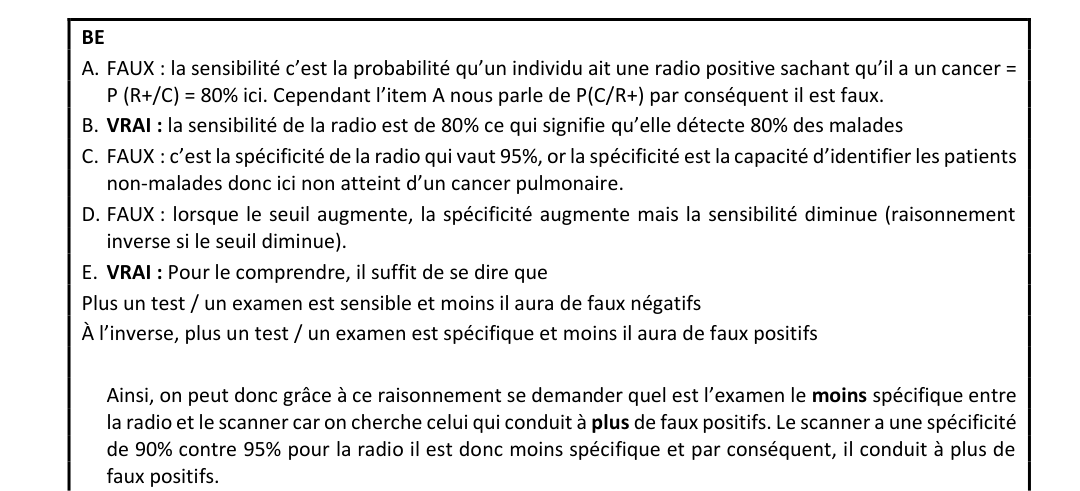 BE
A. FAUX : la sensibilité c’est la probabilité qu’un individu ait une radio positive sachant qu’il a un cancer =
P (R+/C) = 80% ici. Cependant l’item A nous parle de P(C/R+) par conséquent il est faux.
B. VRAI : la sensibilité de la radio est de 80% ce qui signifie qu’elle détecte 80% des malades
C. FAUX : c’est la spécificité de la radio qui vaut 95%, or la spécificité est la capacité d’identifier les patients
non-malades donc ici non atteint d’un cancer pulmonaire.
D. FAUX : lorsque le seuil augmente, la spécificité augmente mais la sensibilité diminue (raisonnement
inverse si le seuil diminue).
E. VRAI : Pour le comprendre, il suffit de se dire que
Plus un test / un examen est sensible et moins il aura de faux négatifs
À l’inverse, plus un test / un examen est spécifique et moins il aura de faux positifs
Ainsi, on peut donc grâce à ce raisonnement se demander quel est l’examen le moins spécifique entre
la radio et le scanner car on cherche celui qui conduit à plus de faux positifs. Le scanner a une spécificité
de 90% contre 95% pour la radio il est donc moins spécifique et par conséquent, il conduit à plus de
faux positifs.